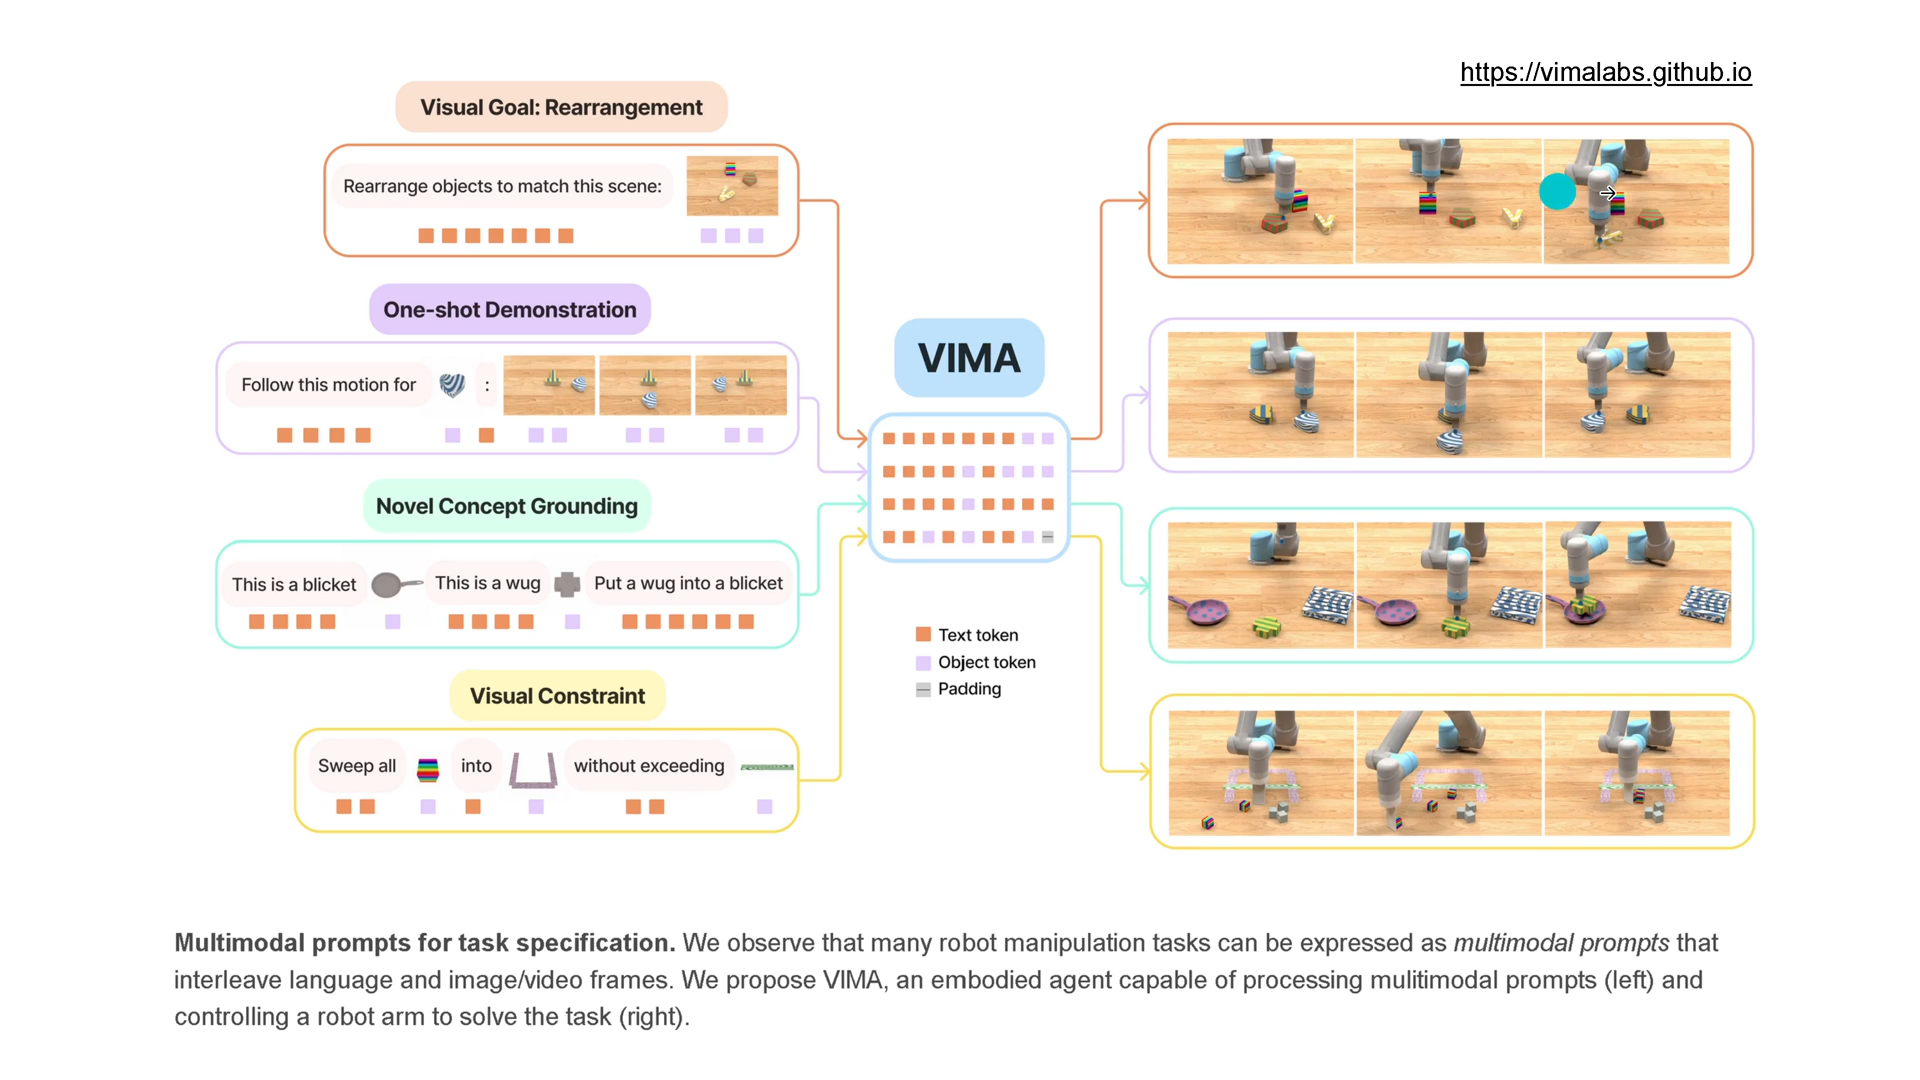 https://vimalabs.github.io
Visual Goal: Rearrangement
Rearrange objects to match this scene:
One-shot Demonstration
Follow this motion for :
Novel Concept Grounding
This is a blicket This is a wug Put a wug into a blicket
Visual Constraint
Sweep all into without exceeding
VIMA
Text token
Object token
Padding
Multimodal prompts for task specification. We observe that many robot manipulation tasks can be expressed as multimodal prompts that
interleave language and image/video frames. We propose VIMA, an embodied agent capable of processing mulitimodal prompts (left) and
controlling a robot arm to solve the task (right).